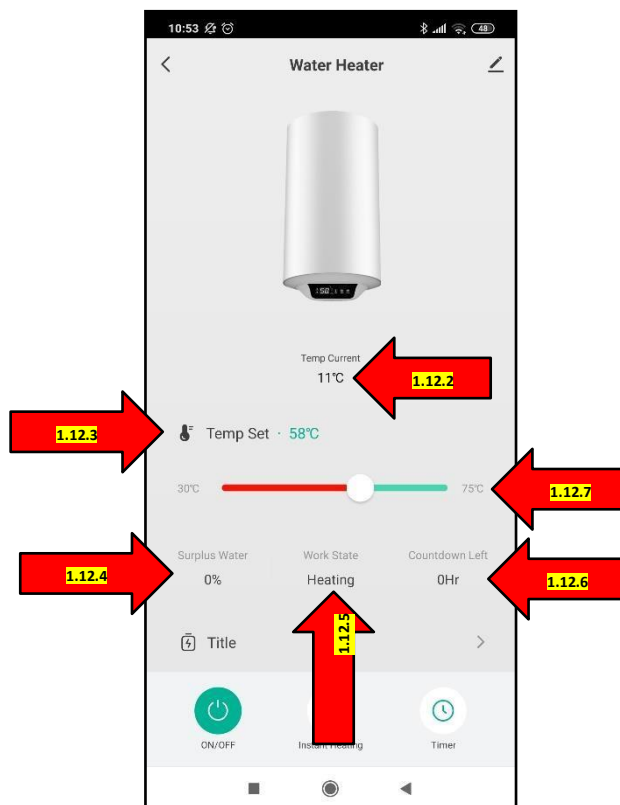 10:53 48
Water Heater
Temp Current
11℃
1.12.2
1.12.3
Temp Set · 58℃
30℃ 75℃
1.12.7
Surplus Water Work State Countdown Left
1.12.4
0% Heating 0Hr
1.12.6
1.12.5
Title
ON/OFF Instant Heating Timer